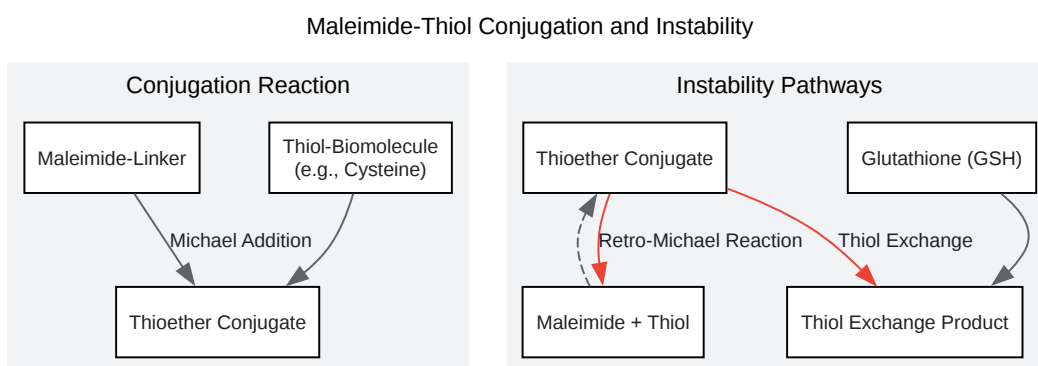 Maleimide-Thiol Conjugation and Instability
Conjugation Reaction
Maleimide-Linker
Thiol-Biomolecule
(e.g., Cysteine)
Michael Addition
Thioether Conjugate
Instability Pathways
Thioether Conjugate
Glutathione (GSH)
Retro-Michael Reaction
Thiol Exchange
Maleimide + Thiol
Thiol Exchange Product